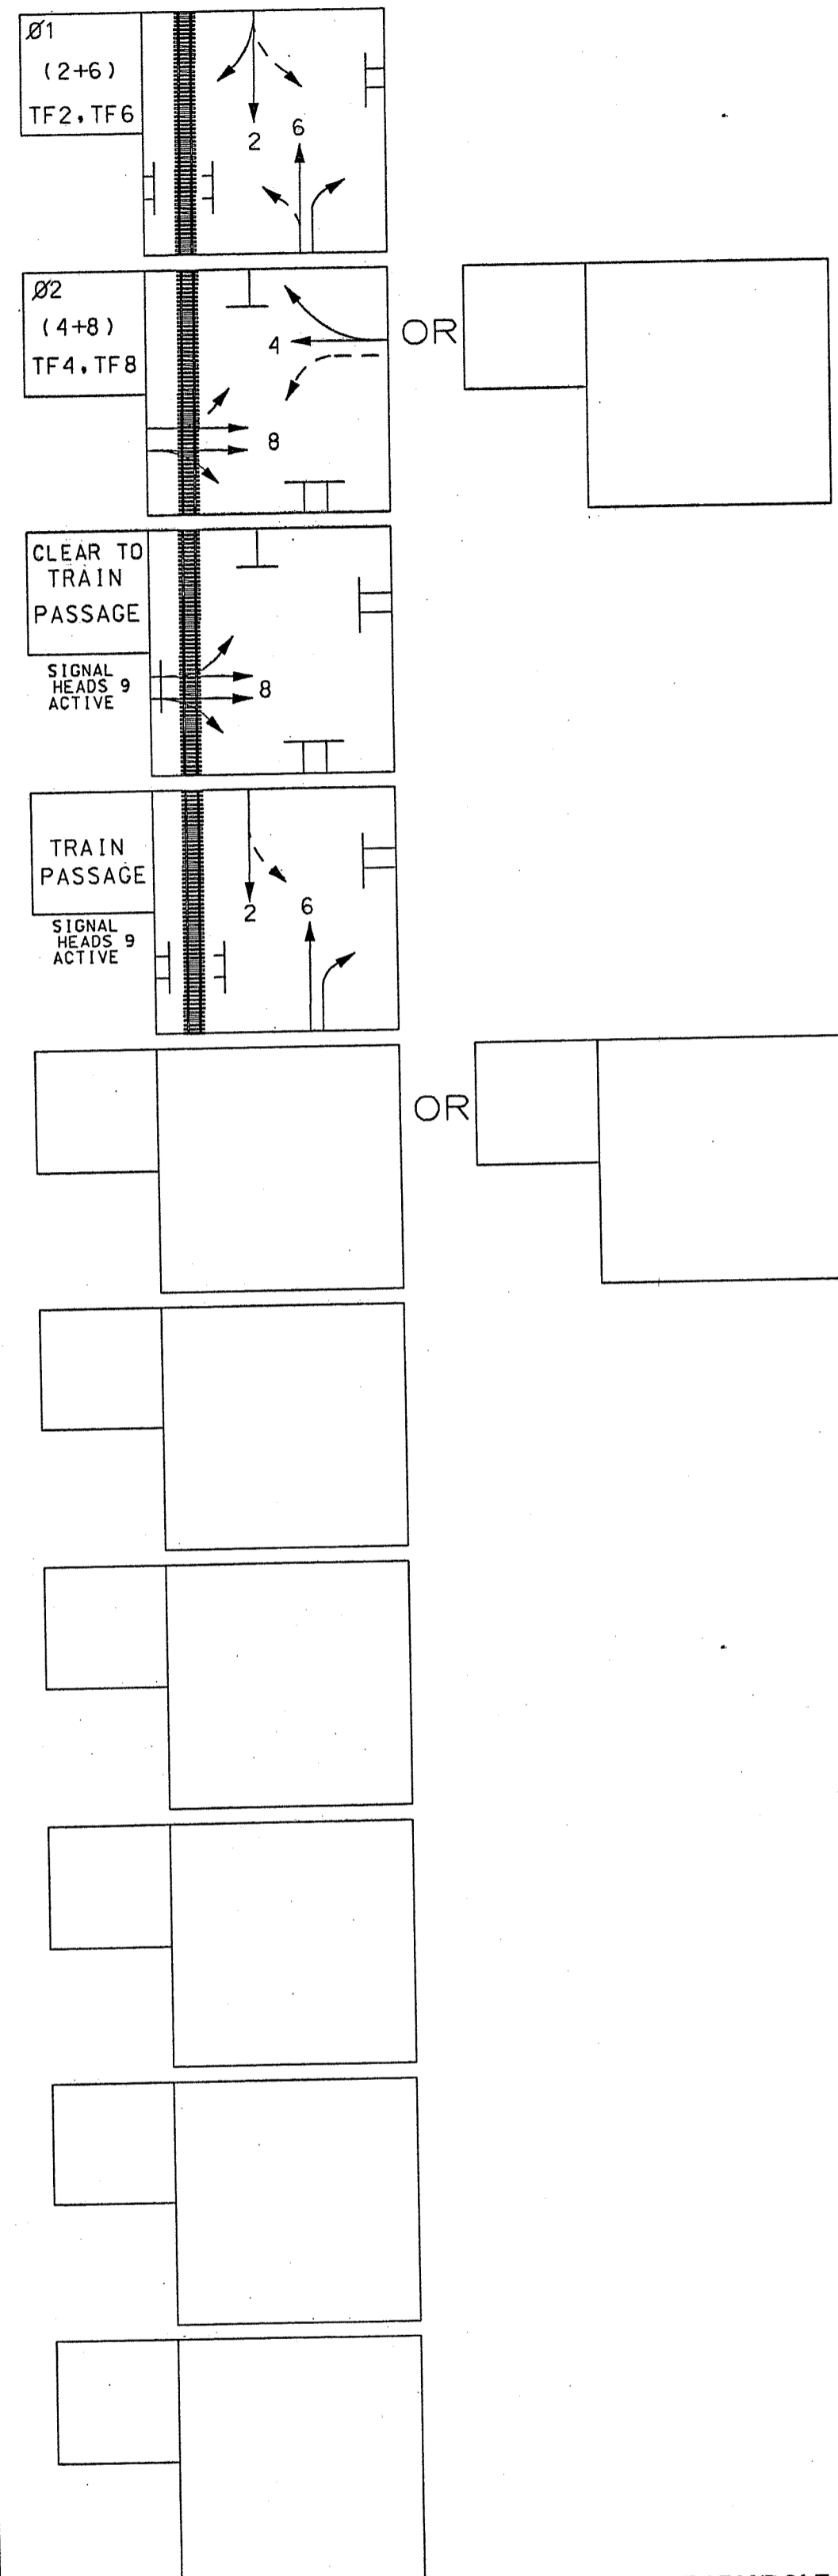 Ø1
(2+6)
TF2, TF6
2
6
Ø2
(4+8)
TF4, TF8
4
8
OR
CLEAR TO
TRAIN
PASSAGE
SIGNAL
HEADS 9
ACTIVE
8
TRAIN
PASSAGE
SIGNAL
HEADS 9
ACTIVE
2
6
OR